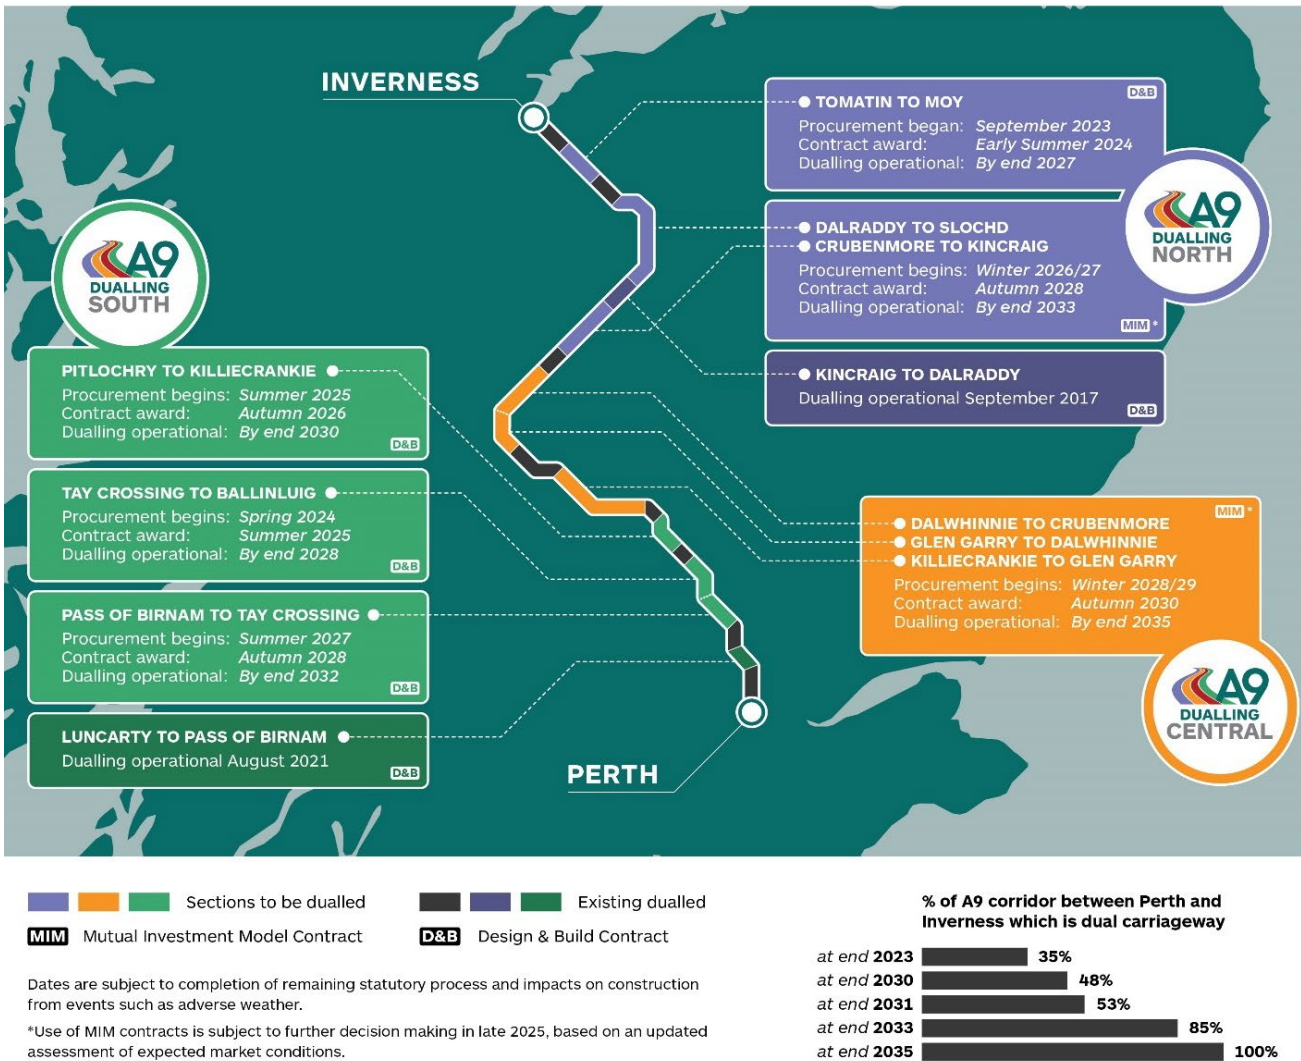 INVERNESS
D&B
TOMATIN TO MOY
Procurement began: September 2023
Contract award: Early Summer 2024
Dualling operational: By end 2027
A9
DUALLING
NORTH
DALRADDY TO SLOCHD
CRUBENMORE TO KINCRAIG
Procurement begins: Winter 2026/27
Contract award: Autumn 2028
Dualling operational: By end 2033
MIM *
KINCRAIG TO DALRADDY
Dualling operational September 2017
D&B
A9
DUALLING
SOUTH
PITLOCHRY TO KILLIECRANKIE
Procurement begins: Summer 2025
Contract award: Autumn 2026
Dualling operational: By end 2030
D&B
TAY CROSSING TO BALLINLUIG
Procurement begins: Spring 2024
Contract award: Summer 2025
Dualling operational: By end 2028
D&B
PASS OF BIRNAM TO TAY CROSSING
Procurement begins: Summer 2027
Contract award: Autumn 2028
Dualling operational: By end 2032
D&B
LUNCARTY TO PASS OF BIRNAM
Dualling operational August 2021
D&B
MIM *
DALWHINNIE TO CRUBENMORE
GLEN GARRY TO DALWHINNIE
KILLIECRANKIE TO GLEN GARRY
Procurement begins: Winter 2028/29
Contract award: Autumn 2030
Dualling operational: By end 2035
A9
DUALLING
CENTRAL
PERTH
Sections to be dualled
Existing dualled
MIM Mutual Investment Model Contract
D&B Design & Build Contract
Dates are subject to completion of remaining statutory process and impacts on construction
from events such as adverse weather.
*Use of MIM contracts is subject to further decision making in late 2025, based on an updated
assessment of expected market conditions.
% of A9 corridor between Perth and
Inverness which is dual carriageway
at end 2023 35%
at end 2030 48%
at end 2031 53%
at end 2033 85%
at end 2035 100%